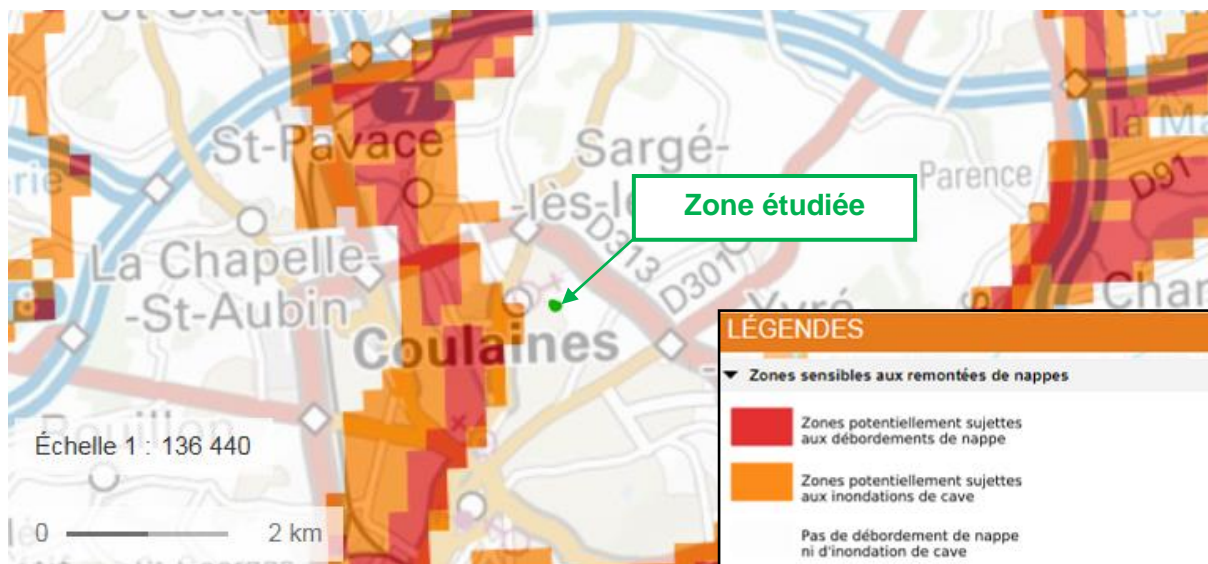 7
St-Pavace
Sargé-
-lès-l
Parence
la Ma
D91
Zone étudiée
La Chapelle-
-St-Aubin
D313
D301
Yvré
Char
Coulaines
LÉGENDES
Zones sensibles aux remontées de nappes
Zones potentiellement sujettes
aux débordements de nappe
Zones potentiellement sujettes
aux inondations de cave
Pas de débordement de nappe
ni d'inondation de cave
Rouillon
Échelle 1 : 136 440
0 2 km